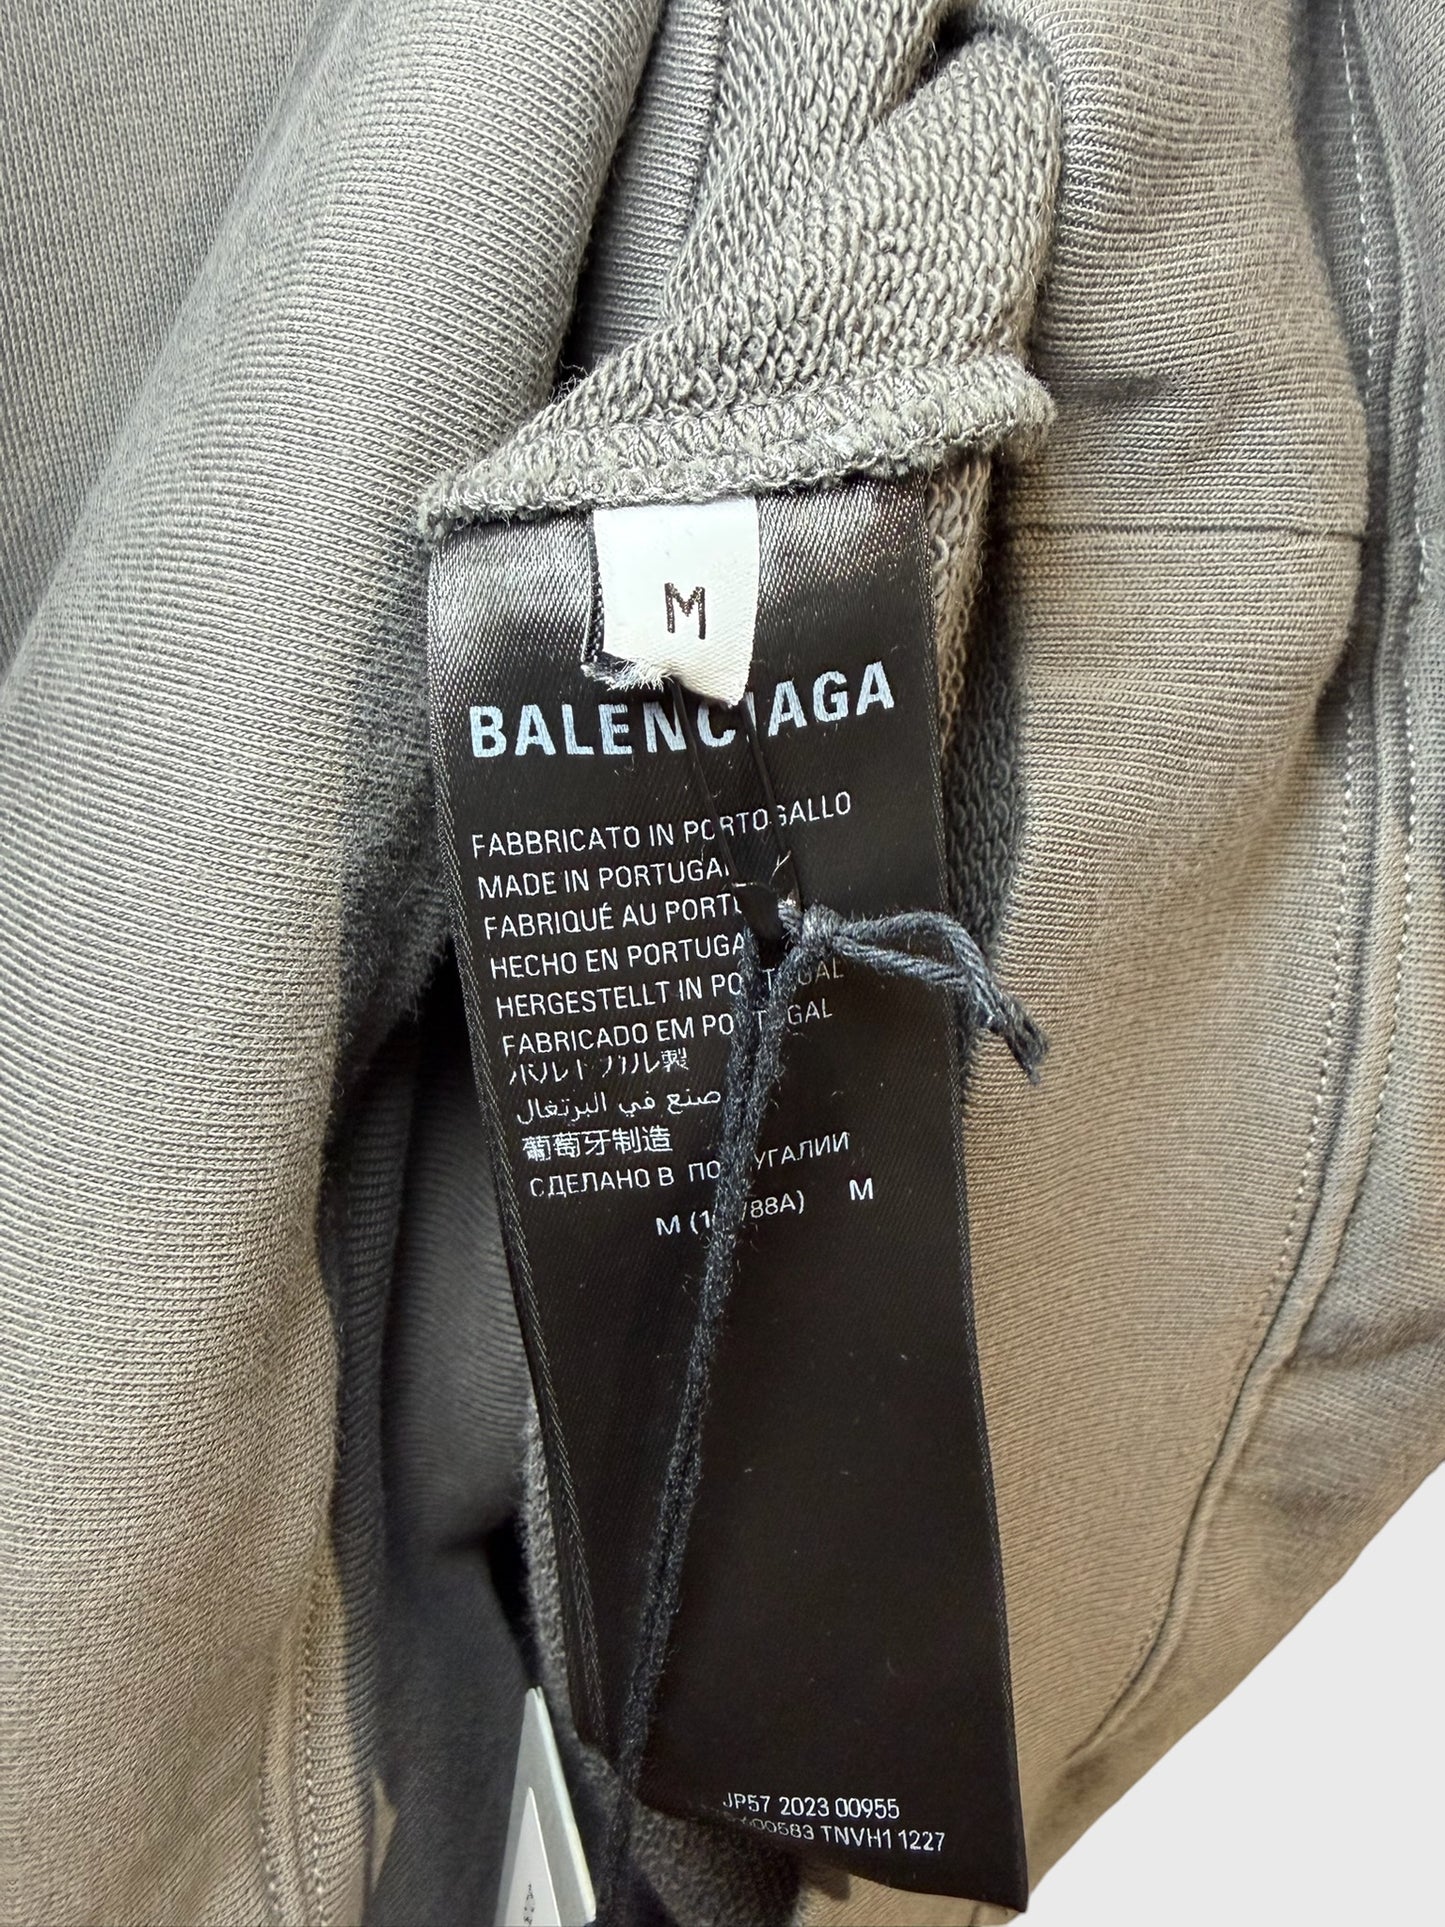 M
BALENCIAGA
FABBRICATO IN PORTOGALLO
MADE IN PORTUGAL
FABRIQUÉ AU
HECHO EN PORTUGAL
HERGESTELLT IN PORTUGAL
FABRICADO EM PORTUGAL
ポルトガル製
صنع في البرتغال
葡萄牙制造
СДЕЛАНО В ПОРТУГАЛИИ
M M
JP57 2023 00955
TNVH1 1227